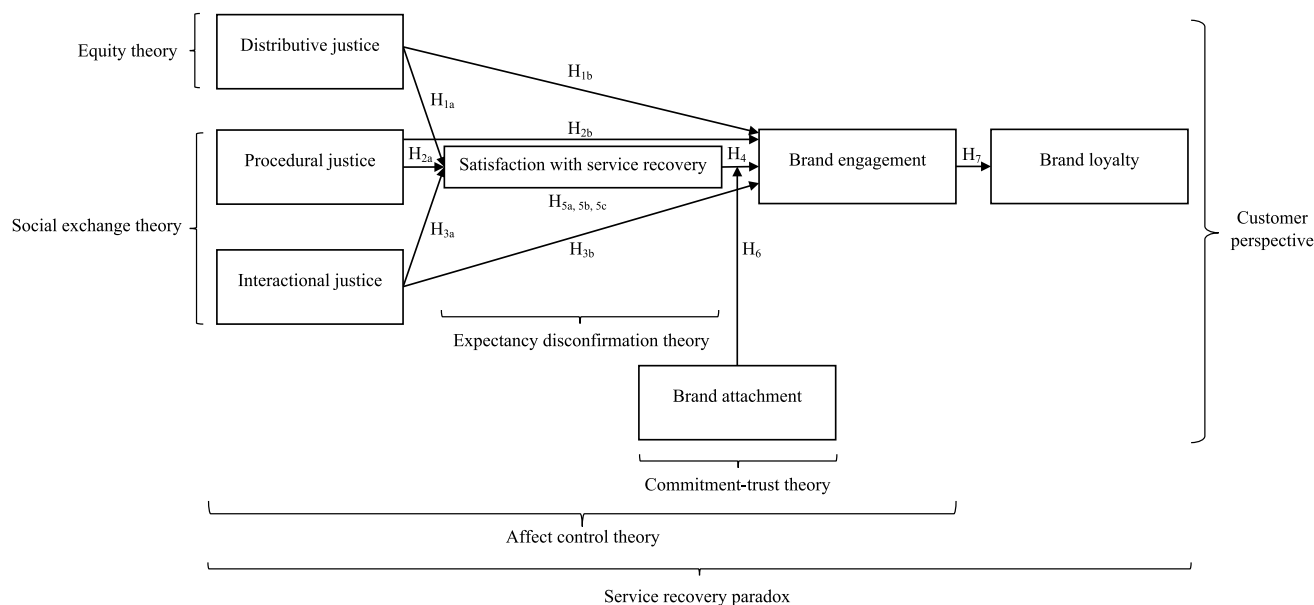 Equity theory
Distributive justice
H1b
H1a
H2b
Procedural justice
H2a
Satisfaction with service recovery
H4
Brand engagement
H7
Brand loyalty
H5a, 5b, 5c
Social exchange theory
H3a
H3b
H6
Customer
perspective
Interactional justice
Expectancy disconfirmation theory
Brand attachment
Commitment-trust theory
Affect control theory
Service recovery paradox